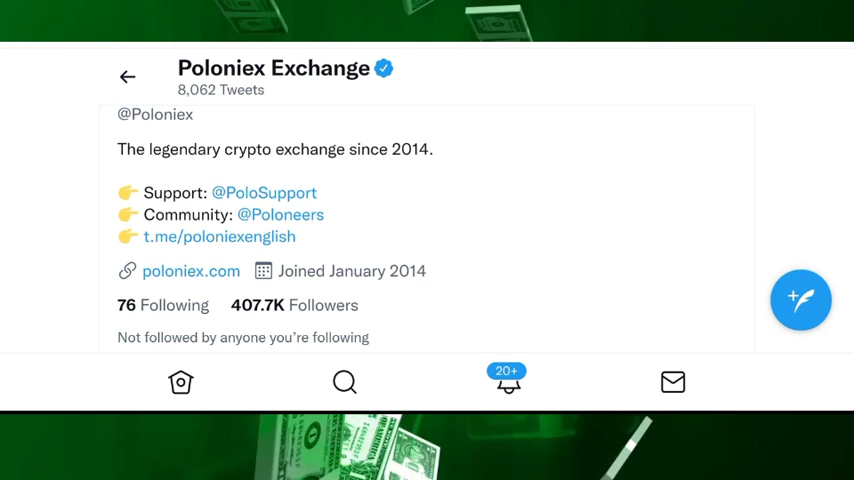 Poloniex Exchange
8,062 Tweets
@Poloniex
The legendary crypto exchange since 2014.
👉 Support: @PoloSupport
👉 Community: @Poloneers
👉 t.me/poloniexenglish
poloniex.com Joined January 2014
76 Following 407.7K Followers
Not followed by anyone you’re following
20+